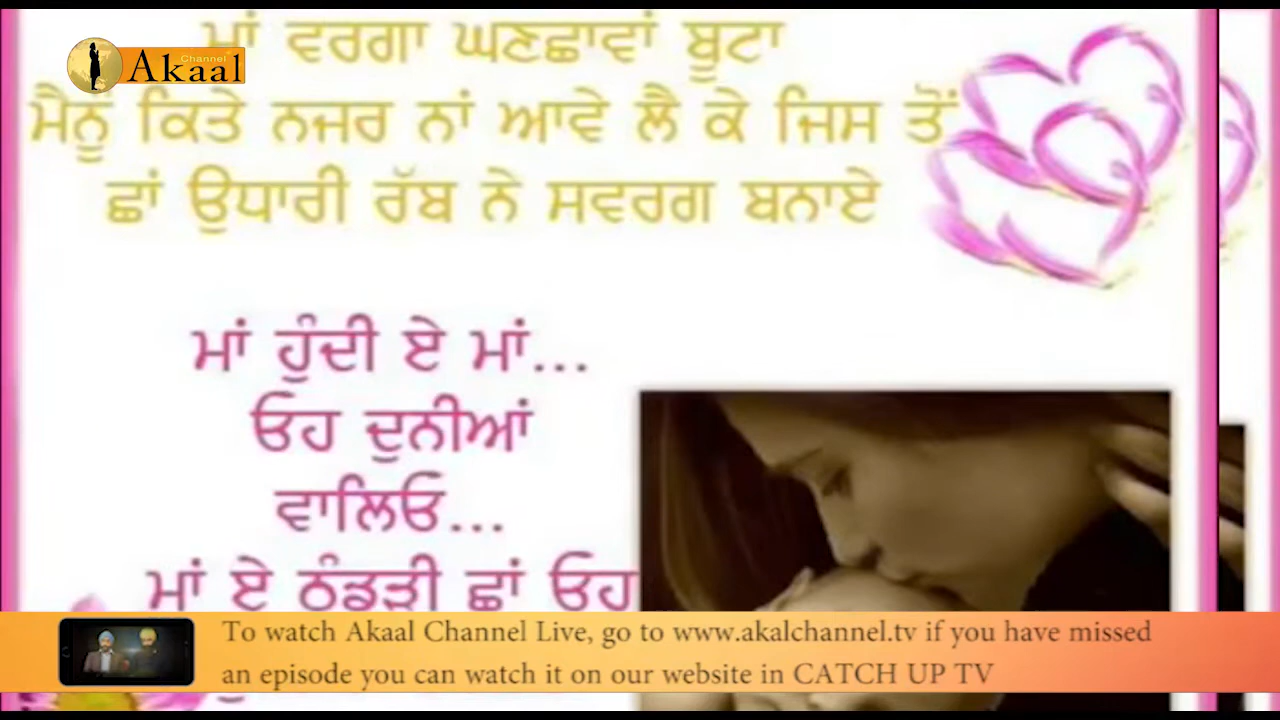 Akaal
Channel
ਮਾਂ ਵਰਗਾ ਘਣਛਾਵਾਂ ਬੂਟਾ
ਮੈਨੂੰ ਕਿਤੇ ਨਜਰ ਨਾਂ ਆਵੇ ਲੈ ਕੇ ਜਿਸ ਤੋਂ
ਛਾਂ ਉਧਾਰੀ ਰੱਬ ਨੇ ਸਵਰਗ ਬਨਾਏ
ਮਾਂ ਹੁੰਦੀ ਏ ਮਾਂ...
ਓਹ ਦੁਨੀਆਂ
ਵਾਲਿਓ...
ਮਾਂ ਏ ਠੰਡੜੀ ਛਾਂ ਓਹ
To watch Akaal Channel Live, go to www.akalchannel.tv if you have missed
an episode you can watch it on our website in CATCH UP TV